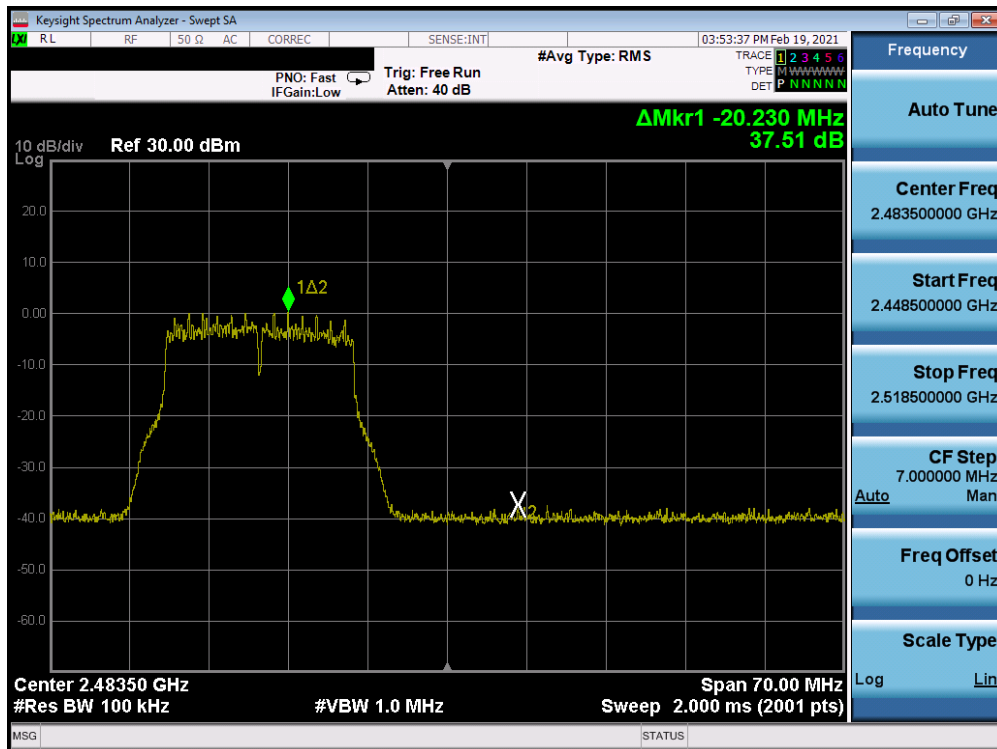 Keysight Spectrum Analyzer - Swept SA
LXI RL RF 50 Ω AC CORREC SENSE:INT 03:53:37 PM Feb 19, 2021
#Avg Type: RMS
TRACE 1 2 3 4 5 6
TYPE M WWWWW
DET P N N N N N
PNO: Fast
IFGain:Low
Trig: Free Run
Atten: 40 dB
ΔMkr1 -20.230 MHz
37.51 dB
10 dB/div Ref 30.00 dBm
Log
20.0
10.0
1Δ2
0.00
-10.0
-20.0
-30.0
X2
-40.0
-50.0
-60.0
Center 2.48350 GHz Span 70.00 MHz
#Res BW 100 kHz #VBW 1.0 MHz Sweep 2.000 ms (2001 pts)
MSG STATUS
Frequency
Auto Tune
Center Freq
2.483500000 GHz
Start Freq
2.448500000 GHz
Stop Freq
2.518500000 GHz
CF Step
7.000000 MHz
Auto Man
Freq Offset
0 Hz
Scale Type
Log Lin